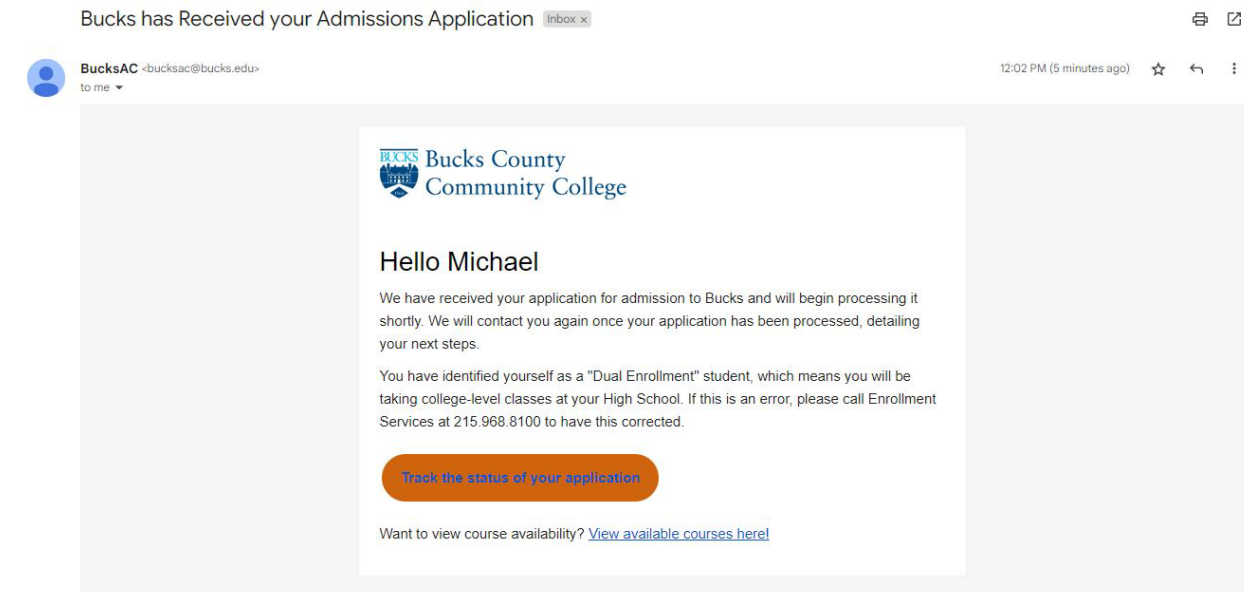 Bucks has Received your Admissions Application Inbox ×
BucksAC <bucksac@bucks.edu>
12:02 PM (5 minutes ago)
to me
BUCKS
Bucks County
Community College
Hello Michael
We have received your application for admission to Bucks and will begin processing it
shortly. We will contact you again once your application has been processed, detailing
your next steps.
You have identified yourself as a "Dual Enrollment" student, which means you will be
taking college-level classes at your High School. If this is an error, please call Enrollment
Services at 215.968.8100 to have this corrected.
Track the status of your application
Want to view course availability? View available courses here!